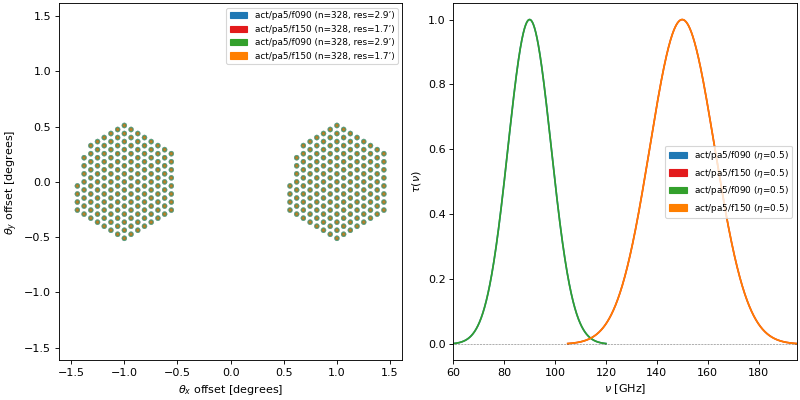 act/pa5/f090 (n=328, res=2.9’)
act/pa5/f150 (n=328, res=1.7’)
act/pa5/f090 (n=328, res=2.9’)
act/pa5/f150 (n=328, res=1.7’)
1.5
1.0
0.5
0.0
−0.5
−1.0
−1.5
θy offset [degrees]
−1.5 −1.0 −0.5 0.0 0.5 1.0 1.5
θx offset [degrees]
1.0
0.8
0.6
0.4
0.2
0.0
τ(ν)
act/pa5/f090 (η=0.5)
act/pa5/f150 (η=0.5)
act/pa5/f090 (η=0.5)
act/pa5/f150 (η=0.5)
60 80 100 120 140 160 180
ν [GHz]